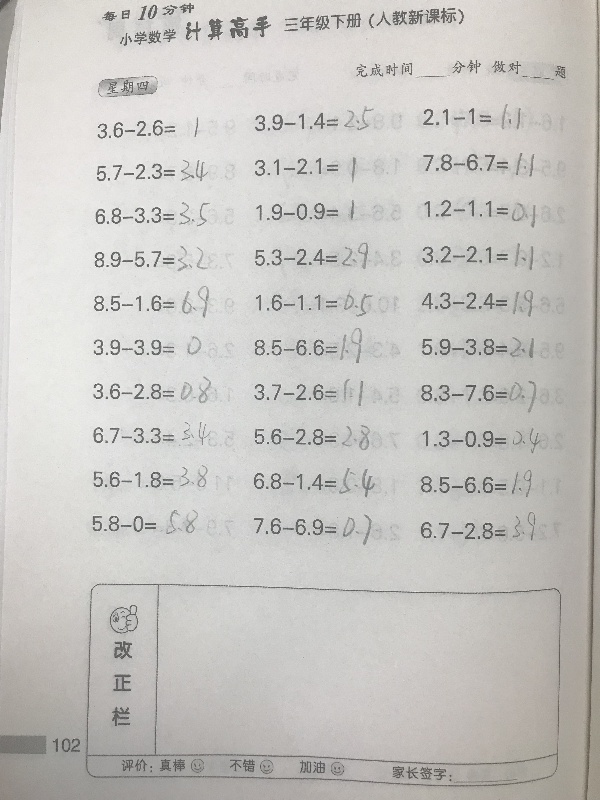 每日10分钟
小学数学 计算高手 三年级下册（人教新课标）
完成时间____分钟 做对____题
星期四
3.6-2.6=1 3.9-1.4=2.5 2.1-1=1.1
5.7-2.3=3.4 3.1-2.1=1 7.8-6.7=1.1
6.8-3.3=3.5 1.9-0.9=1 1.2-1.1=0.1
8.9-5.7=3.2 5.3-2.4=2.9 3.2-2.1=1.1
8.5-1.6=6.9 1.6-1.1=0.5 4.3-2.4=1.9
3.9-3.9=0 8.5-6.6=1.9 5.9-3.8=2.1
3.6-2.8=0.8 3.7-2.6=1.1 8.3-7.6=0.7
6.7-3.3=3.4 5.6-2.8=2.8 1.3-0.9=0.4
5.6-1.8=3.8 6.8-1.4=5.4 8.5-6.6=1.9
5.8-0=5.8 7.6-6.9=0.7 6.7-2.8=3.9
改正栏
102
评价：真棒 不错 加油 家长签字：